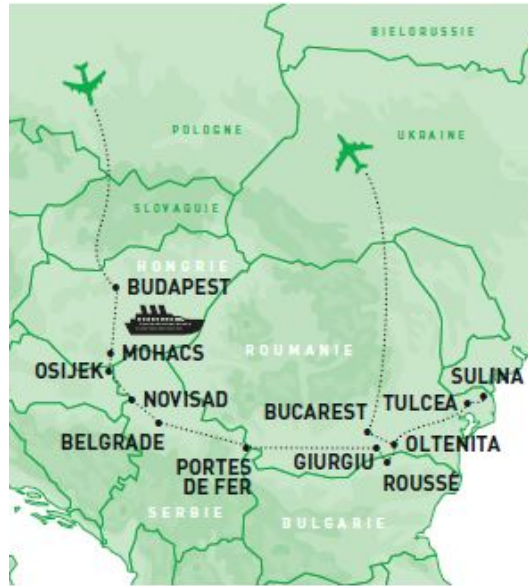 BIELORUSSIE
POLOGNE
UKRAINE
SLOVAQUIE
HONGRIE
BUDAPEST
MOHACS
OSIJEK
ROUMANIE
SULINA
NOVISAD
TULCEA
BUCAREST
BELGRADE
OLTENITA
PORTES
DE FER
GIURGIU
ROUSSE
SERBIE
BULGARIE